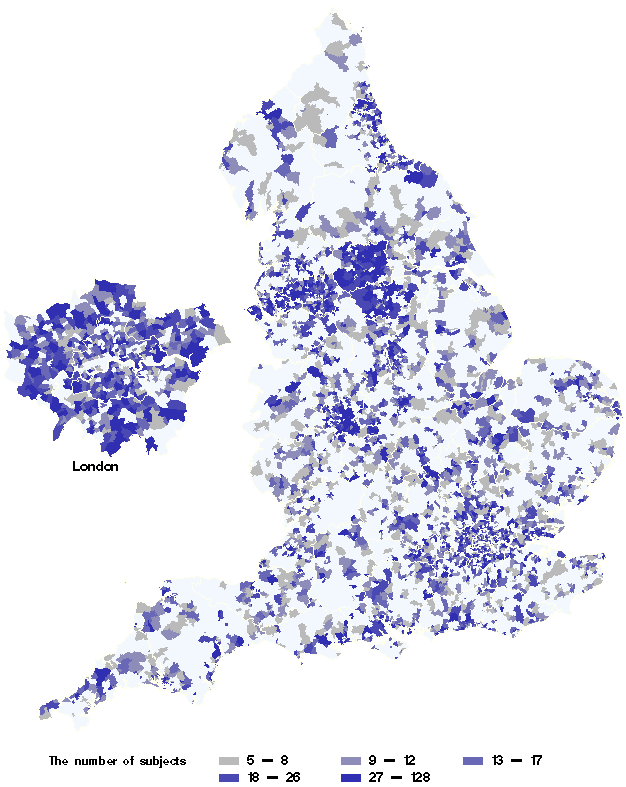 London
The number of subjects 5 – 8 9 – 12 13 – 17
18 – 26 27 – 128